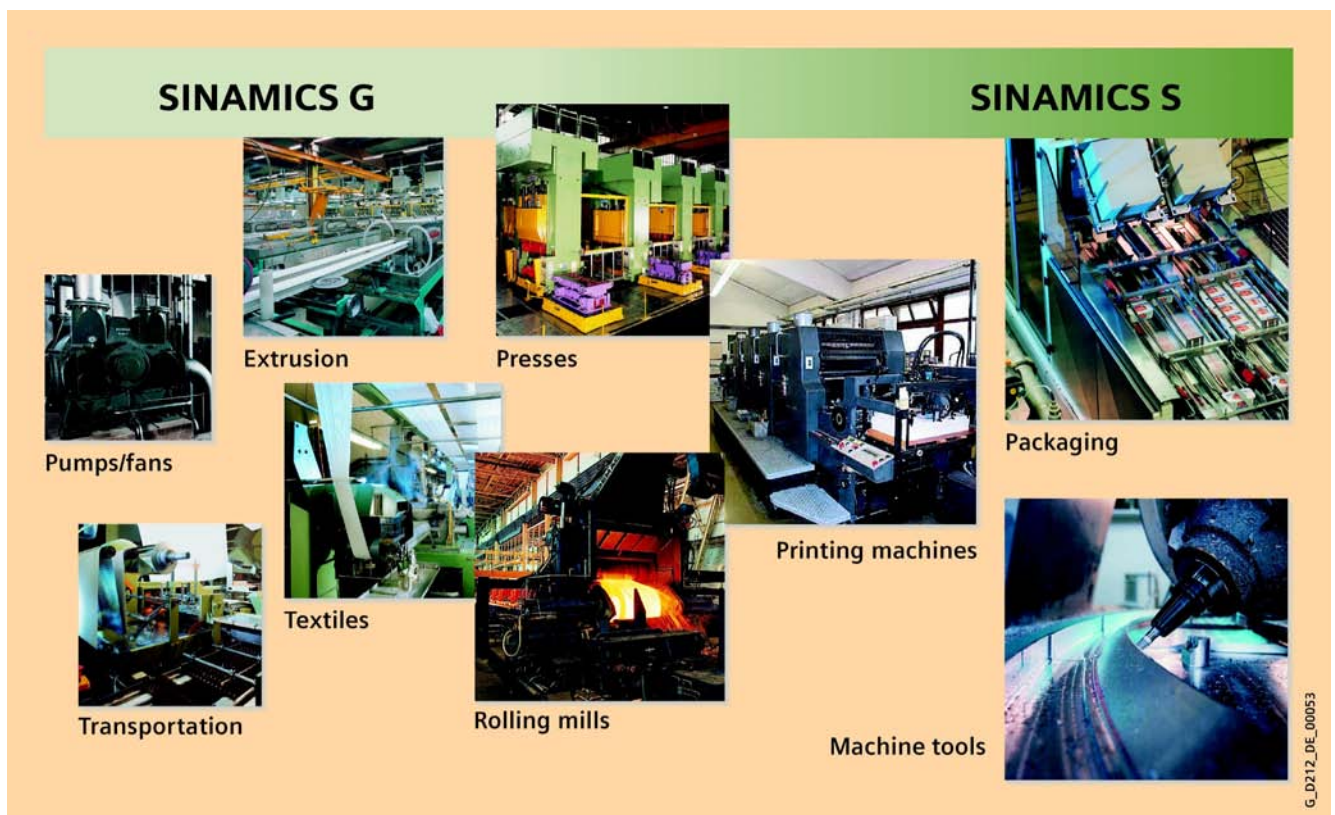 SINAMICS G
SINAMICS S
Extrusion
Presses
Pumps/fans
Packaging
Textiles
Printing machines
Transportation
Rolling mills
Machine tools
G_D212_DE_00053